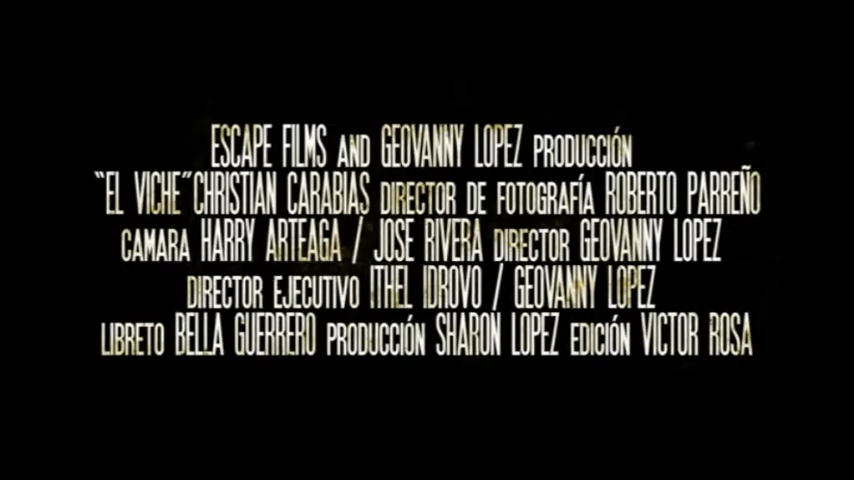 ESCAPE FILMS AND GEOVANNY LOPEZ PRODUCCIÓN
"EL VICHE" CHRISTIAN CARABIAS DIRECTOR DE FOTOGRAFÍA ROBERTO PARREÑO
CAMARA HARRY ARTEAGA / JOSE RIVERA DIRECTOR GEOVANNY LOPEZ
DIRECTOR EJECUTIVO ITHEL IDROVO / GEOVANNY LOPEZ
LIBRETO BELLA GUERRERO PRODUCCIÓN SHARON LOPEZ EDICIÓN VICTOR ROSA